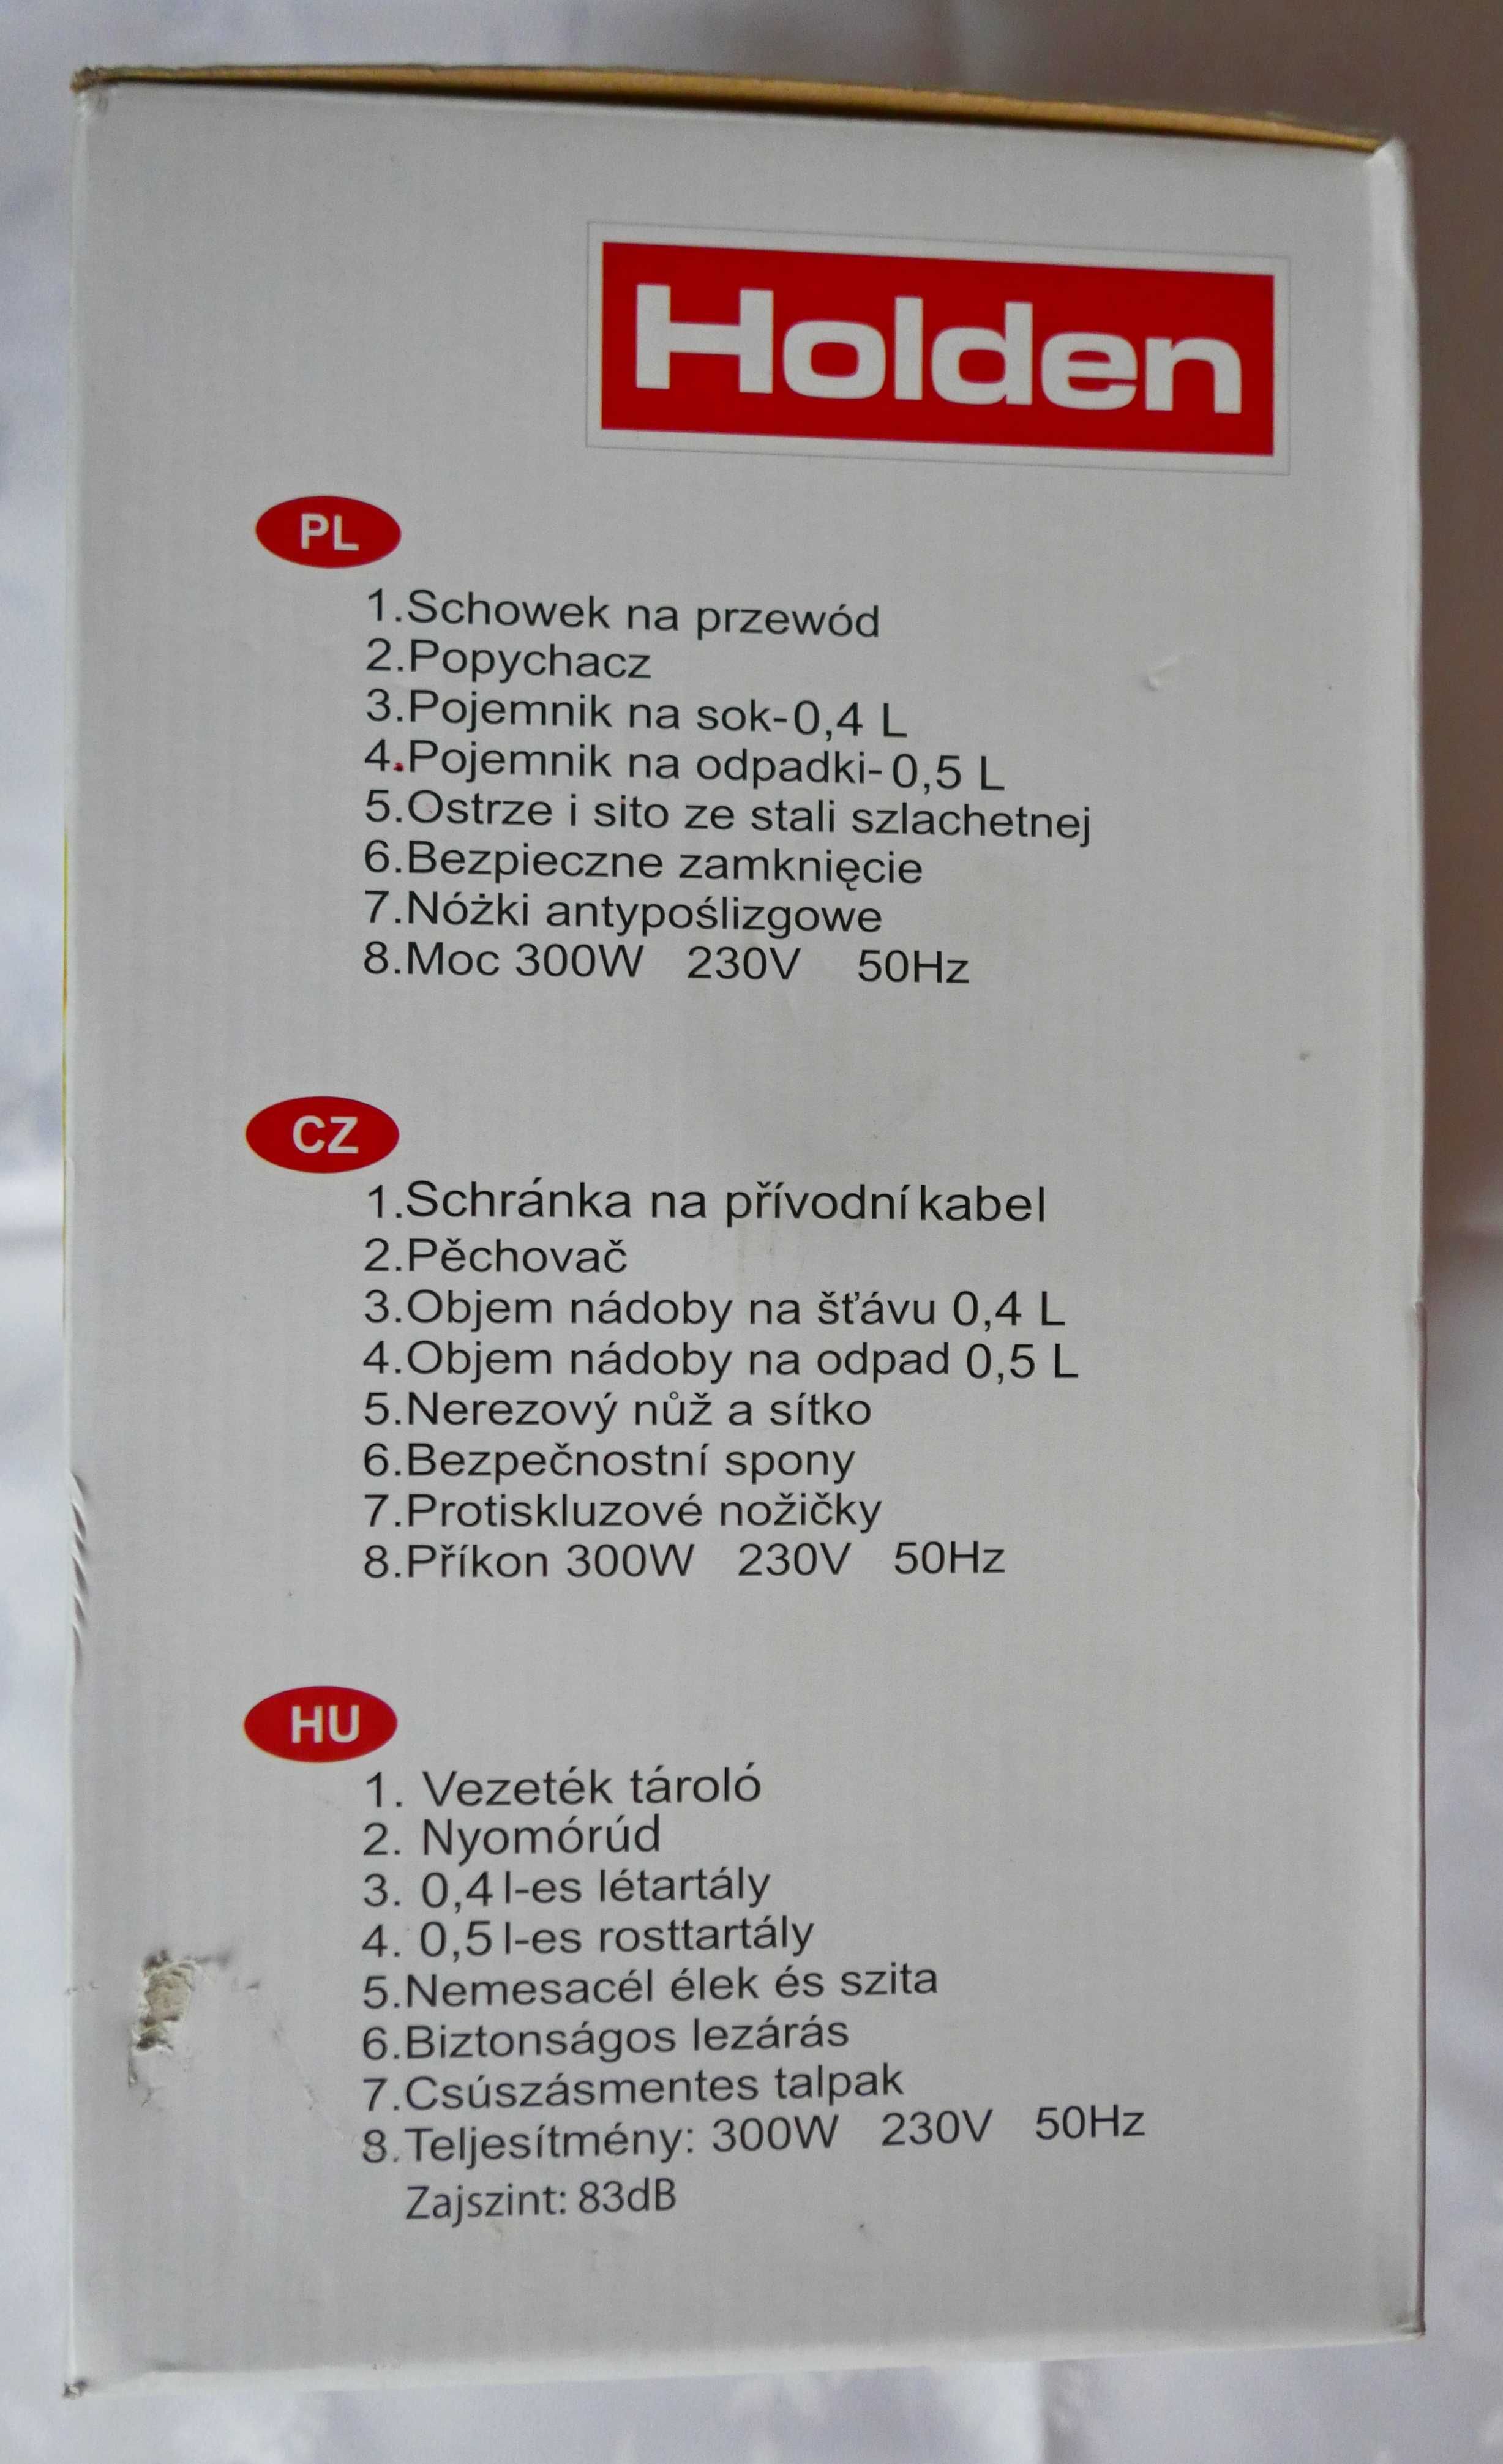 Holden
PL
1.Schowek na przewód
2.Popychacz
3.Pojemnik na sok-0,4 L
4.Pojemnik na odpadki-0,5 L
5.Ostrze i sito ze stali szlachetnej
6.Bezpieczne zamknięcie
7.Nóżki antypoślizgowe
8.Moc 300W 230V 50Hz
CZ
1.Schránka na přívodní kabel
2.Pěchovač
3.Objem nádoby na šťávu 0,4 L
4.Objem nádoby na odpad 0,5 L
5.Nerezový nůž a sítko
6.Bezpečnostní spony
7.Protiskluzové nožičky
8.Příkon 300W 230V 50Hz
HU
1. Vezeték tároló
2. Nyomórúd
3. 0,4 l-es létartály
4. 0,5 l-es rosttartály
5.Nemesacél élek és szita
6.Biztonságos lezárás
7.Csúszásmentes talpak
8.Teljesítmény: 300W 230V 50Hz
Zajszint: 83dB